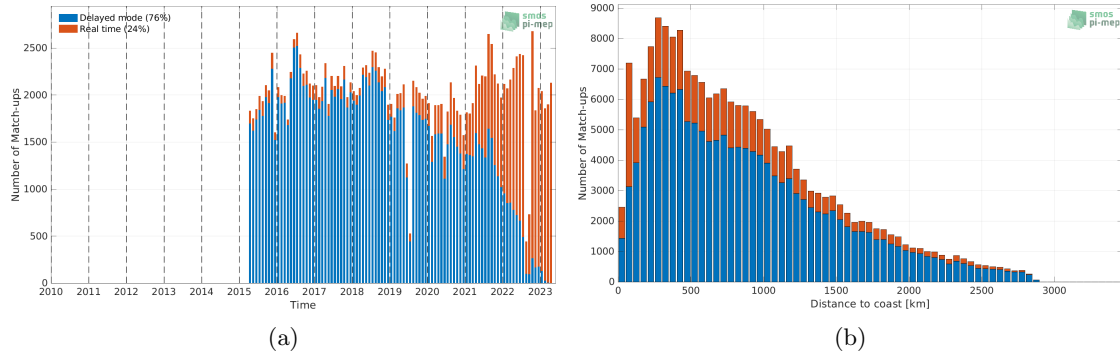 Delayed mode (76%)
Real time (24%)
smos
pi-mep
Number of Match-ups
2500
2000
1500
1000
500
0
2010 2011 2012 2013 2014 2015 2016 2017 2018 2019 2020 2021 2022 2023
Time
(a)
smos
pi-mep
Number of Match-ups
9000
8000
7000
6000
5000
4000
3000
2000
1000
0
0 500 1000 1500 2000 2500 3000
Distance to coast [km]
(b)